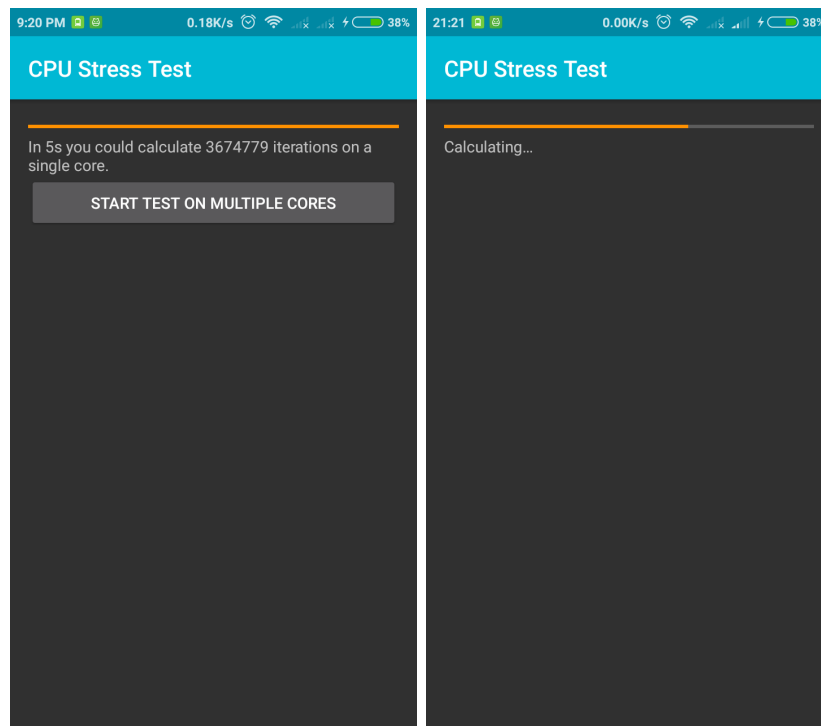 9:20 PM 0.18K/s 38%
CPU Stress Test
In 5s you could calculate 3674779 iterations on a
single core.
START TEST ON MULTIPLE CORES
21:21 0.00K/s 38%
CPU Stress Test
Calculating...